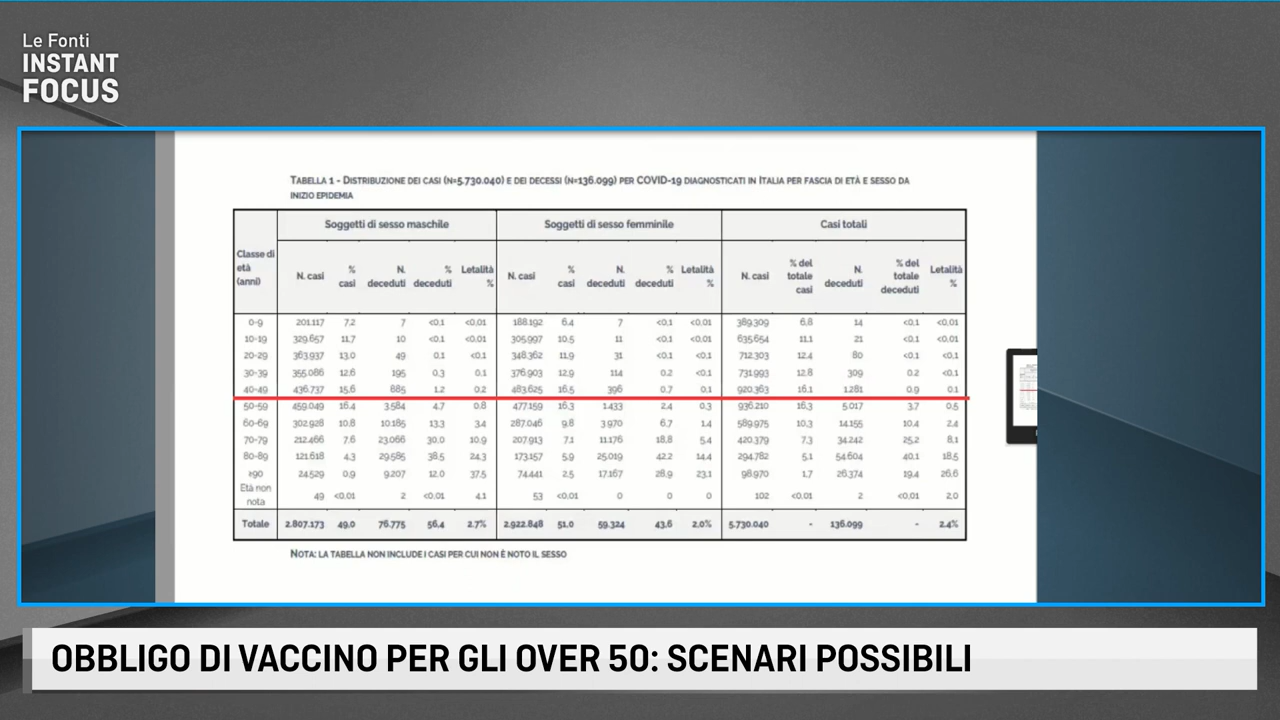 Le Fonti
INSTANT
FOCUS
TABELLA 1 - DISTRIBUZIONE DEI CASI (N=5.730.040) E DEI DECESSI (N=136.099) PER COVID-19 DIAGNOSTICATI IN ITALIA PER FASCIA DI ETÀ E SESSO DA
INIZIO EPIDEMIA
Classe di età (anni) Soggetti di sesso maschile Soggetti di sesso femminile Casi totali
N. casi % casi N. deceduti % deceduti Letalità % N. casi % casi N. deceduti % deceduti Letalità % N. casi % del totale casi N. deceduti % del totale deceduti Letalità %
0-9 201.117 7,2 7 <0,1 <0,01 188.192 6,4 7 <0,1 <0,01 389.309 6,8 14 <0,1 <0,01
10-19 329.657 11,7 10 <0,1 <0,01 305.997 10,5 11 <0,1 <0,01 635.654 11,1 21 <0,1 <0,01
20-29 363.937 13,0 49 0,1 <0,1 348.362 11,9 31 <0,1 <0,1 712.303 12,4 80 <0,1 <0,1
30-39 355.086 12,6 195 0,3 0,1 376.903 12,9 114 0,2 <0,1 731.993 12,8 309 0,2 <0,1
40-49 436.737 15,6 885 1,2 0,2 483.625 16,5 396 0,7 0,1 920.363 16,1 1.281 0,9 0,1
50-59 459.049 16,4 3.584 4,7 0,8 477.159 16,3 1.433 2,4 0,3 936.210 16,3 5.017 3,7 0,5
60-69 302.928 10,8 10.185 13,3 3,4 287.046 9,8 3.970 6,7 1,4 589.975 10,3 14.155 10,4 2,4
70-79 212.466 7,6 23.066 30,0 10,9 207.913 7,1 11.176 18,8 5,4 420.379 7,3 34.242 25,2 8,1
80-89 121.618 4,3 29.585 38,5 24,3 173.157 5,9 25.019 42,2 14,4 294.782 5,1 54.604 40,1 18,5
≥90 24.529 0,9 9.207 12,0 37,5 74.441 2,5 17.167 28,9 23,1 98.970 1,7 26.374 19,4 26,6
Età non nota 49 <0,01 2 <0,01 4,1 53 <0,01 0 0 0 102 <0,01 2 <0,01 2,0
Totale 2.807.173 49,0 76.775 56,4 2,7% 2.922.848 51,0 59.324 43,6 2,0% 5.730.040 - 136.099 - 2,4%
NOTA: LA TABELLA NON INCLUDE I CASI PER CUI NON È NOTO IL SESSO
OBBLIGO DI VACCINO PER GLI OVER 50: SCENARI POSSIBILI